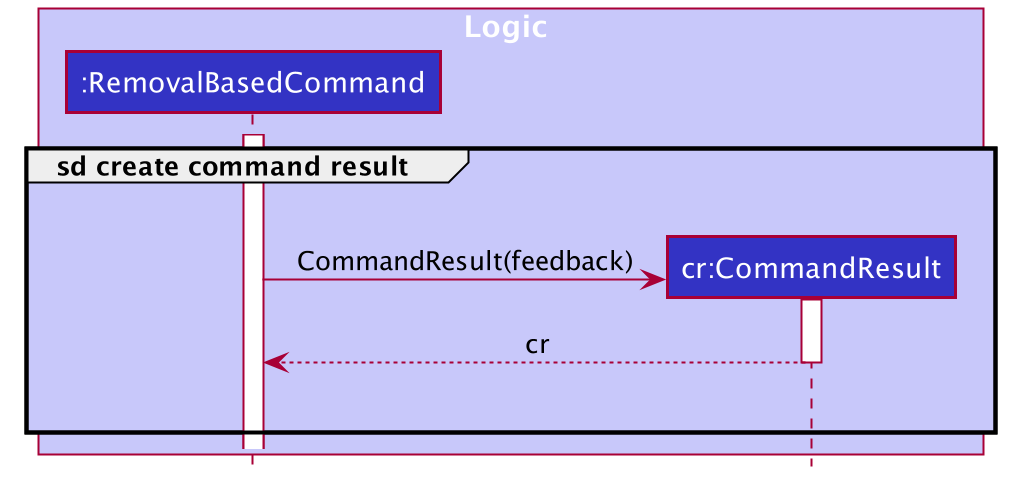 Logic
:RemovalBasedCommand
sd create command result
CommandResult(feedback)
cr:CommandResult
cr